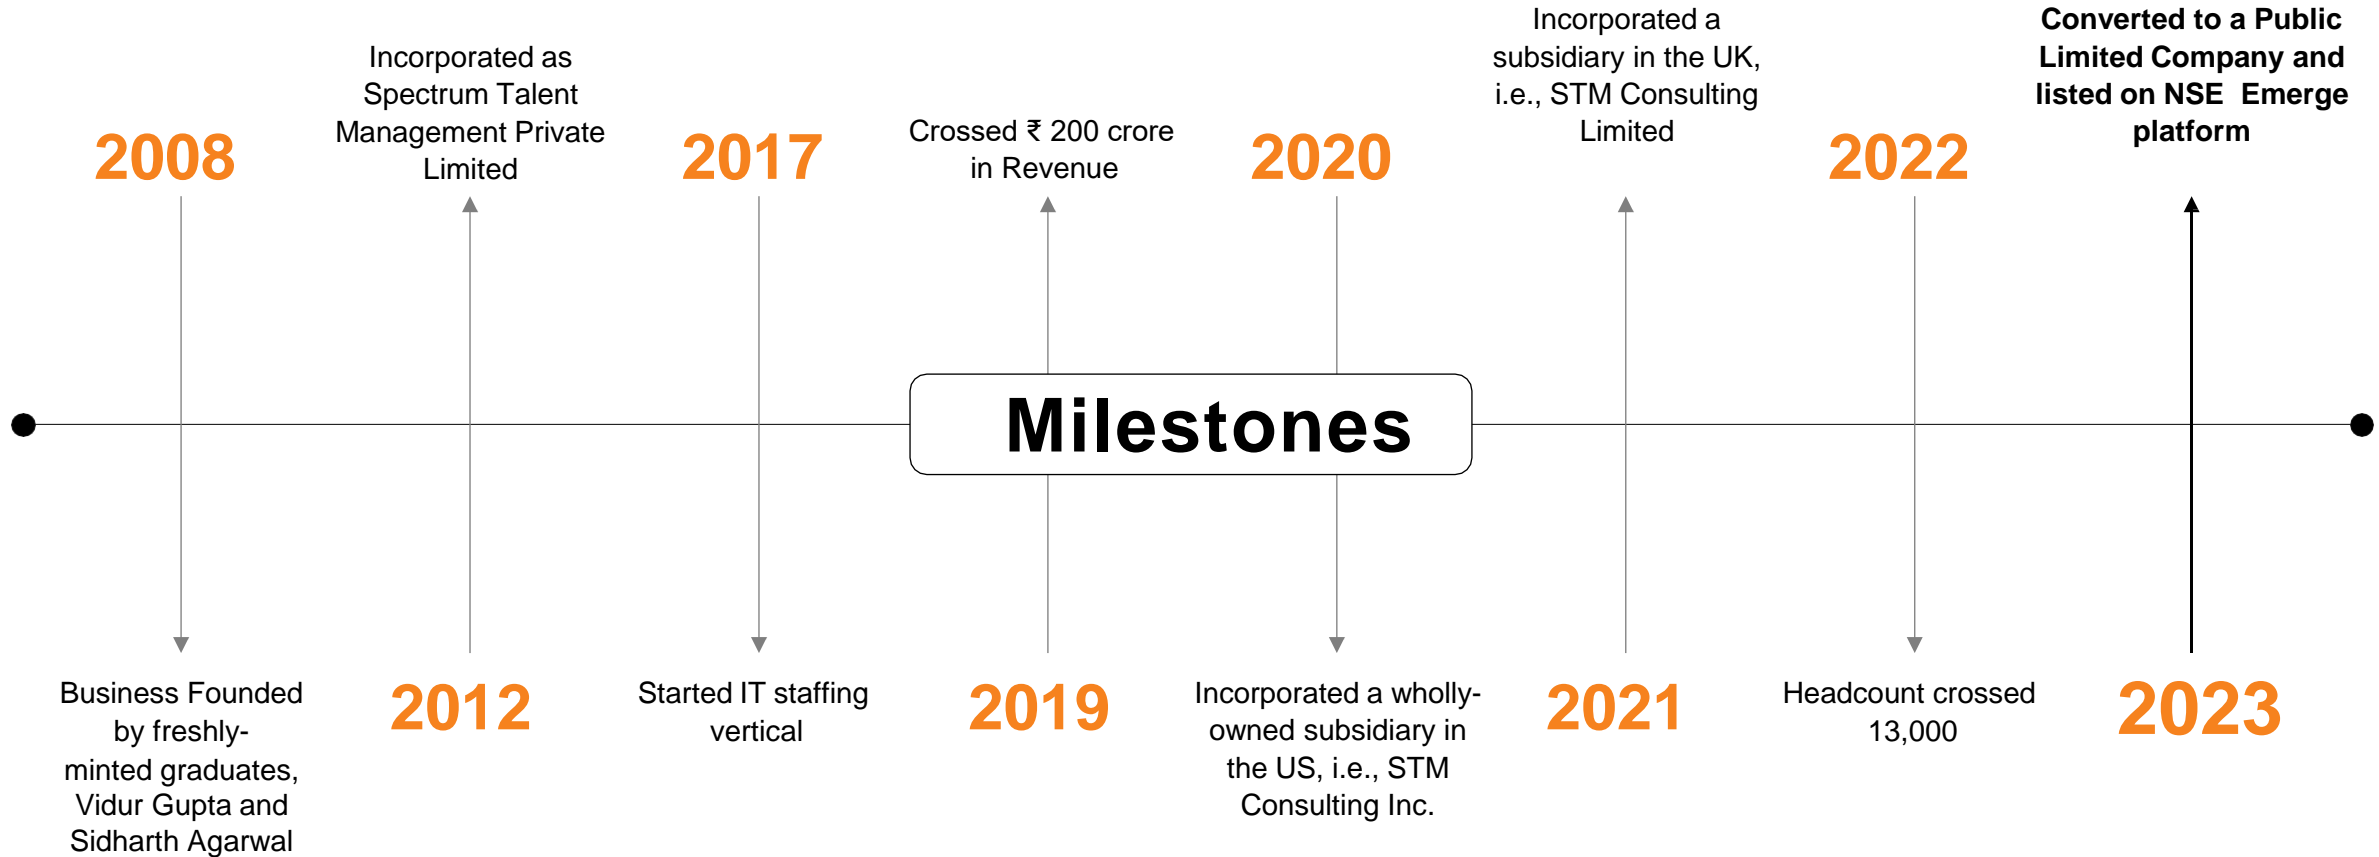 2008
Business Founded
by freshly-
minted graduates,
Vidur Gupta and
Sidharth Agarwal
Incorporated as
Spectrum Talent
Management Private
Limited
2012
2017
Started IT staffing
vertical
Crossed ₹ 200 crore
in Revenue
2019
2020
Incorporated a wholly-
owned subsidiary in
the US, i.e., STM
Consulting Inc.
Incorporated a
subsidiary in the UK,
i.e., STM Consulting
Limited
2021
2022
Headcount crossed
13,000
Converted to a Public
Limited Company and
listed on NSE Emerge
platform
2023
Milestones